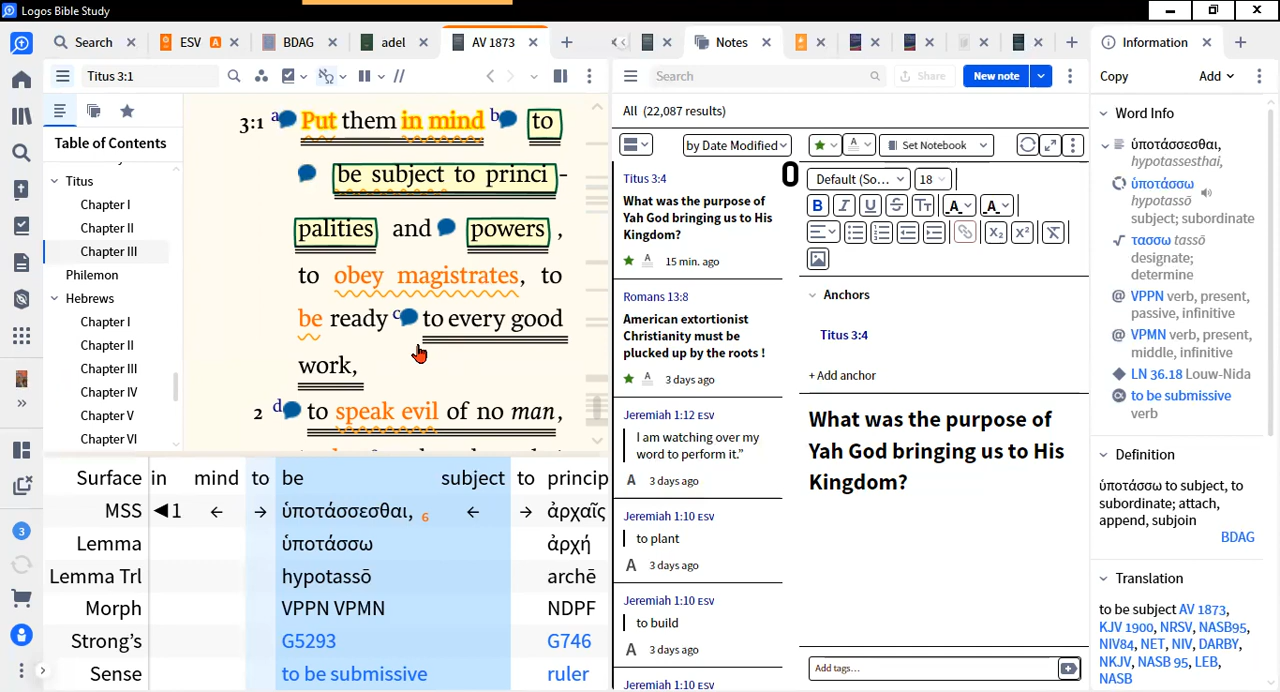 Logos Bible Study
Search
ESV A
BDAG
adel
AV 1873
Notes
Information
Titus 3:1
Search
Share
New note
Copy
Add
Table of Contents
Titus
Chapter I
Chapter II
Chapter III
Philemon
Hebrews
Chapter I
Chapter II
Chapter III
Chapter IV
Chapter V
Chapter VI
3:1 a Put them in mind b to
be subject to princi-
palities and powers,
to obey magistrates, to
be ready c to every good
work,
2 d to speak evil of no man,
Surface in mind to be subject to princip
MSS ◀1 ← → ὑποτάσσεσθαι, 6 ← → ἀρχαῖς
Lemma ὑποτάσσω ἀρχή
Lemma Trl hypotassō archē
Morph VPPN VPMN NDPF
Strong's G5293 G746
Sense to be submissive ruler
3
All (22,087 results)
by Date Modified
A
Set Notebook
Titus 3:4
What was the purpose of
Yah God bringing us to His
Kingdom?
A 15 min. ago
Romans 13:8
American extortionist
Christianity must be
plucked up by the roots !
A 3 days ago
Jeremiah 1:12 ESV
I am watching over my
word to perform it.”
A 3 days ago
Jeremiah 1:10 ESV
to plant
A 3 days ago
Jeremiah 1:10 ESV
to build
A 3 days ago
Jeremiah 1:10 ESV
0
Default (So... 18
B I U S TT A A
X₂ X²
Anchors
Titus 3:4
+ Add anchor
What was the purpose of
Yah God bringing us to His
Kingdom?
Add tags...
Word Info
ὑποτάσσεσθαι,
hypotassesthai,
ὑποτάσσω
hypotassō
subject; subordinate
τασσω tassō
designate;
determine
@ VPPN verb, present,
passive, infinitive
@ VPMN verb, present,
middle, infinitive
LN 36.18 Louw-Nida
to be submissive
verb
Definition
ὑποτάσσω to subject, to
subordinate; attach,
append, subjoin
BDAG
Translation
to be subject AV 1873,
KJV 1900, NRSV, NASB95,
NIV84, NET, NIV, DARBY,
NKJV, NASB 95, LEB,
NASB